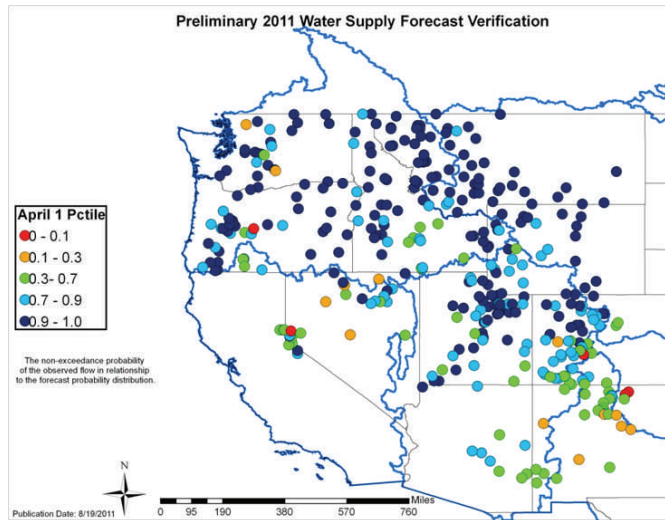 Preliminary 2011 Water Supply Forecast Verification
April 1 Pctile
0 - 0.1
0.1 - 0.3
0.3- 0.7
0.7 - 0.9
0.9 - 1.0
The non-exceedance probability
of the observed flow in relationship
to the forecast probability distribution.
N
Miles
0 95 190 380 570 760
Publication Date: 8/19/2011